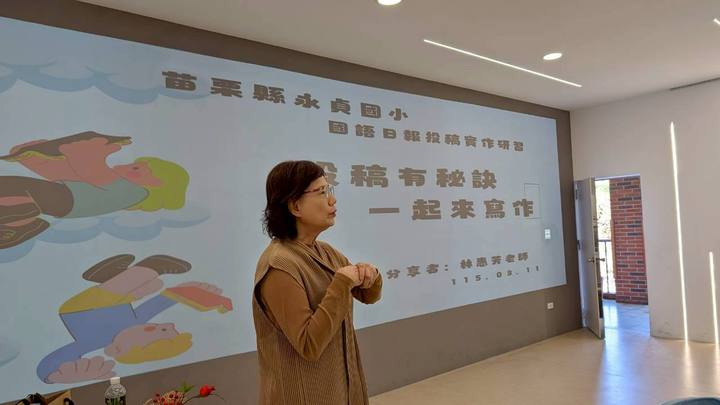 苗栗縣永貞國小
國語日報投稿實作研習
投稿有秘訣
一起來寫作
分享者：林惠芳老師
115.03.11